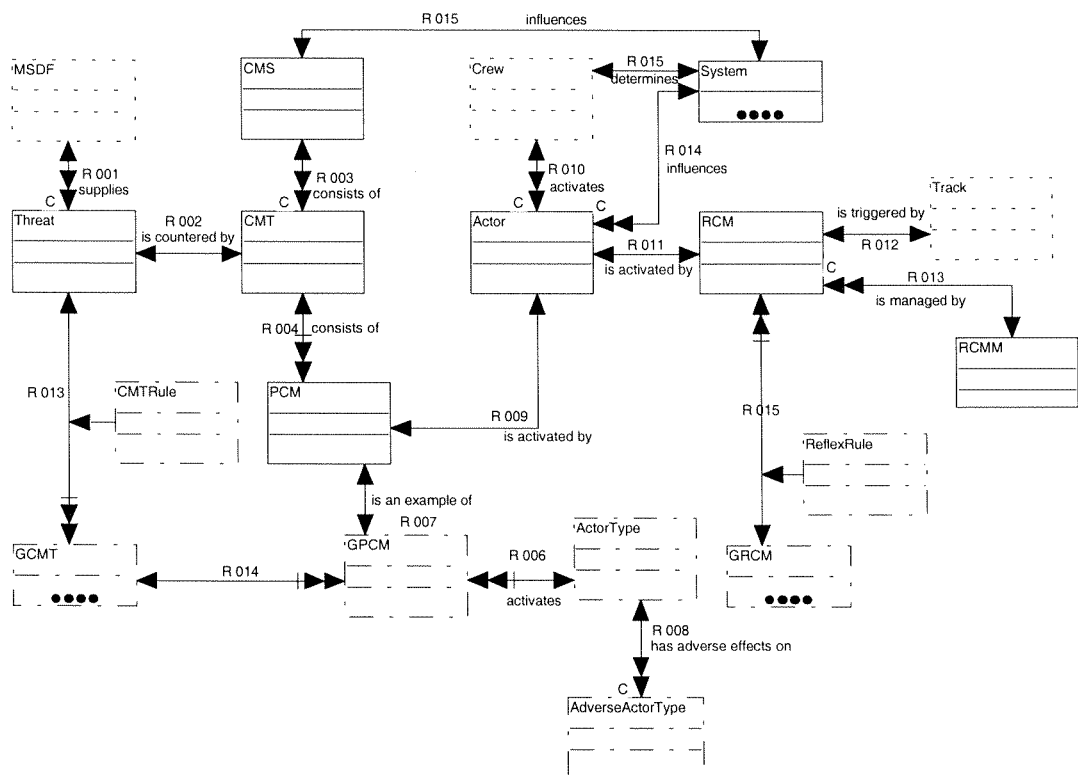 R 015 influences
MSDF
CMS
Crew
R 015
determines
System
R 001
supplies
R 003
consists of
R 010
activates
R 014
influences
C
C
C
C
Threat
R 002
is countered by
CMT
Actor
R 011
is activated by
RCM
Track
is triggered by
R 012
C
R 013
is managed by
RCMM
R 004 consists of
R 013
CMTRule
PCM
R 009
is activated by
R 015
ReflexRule
is an example of
R 007
GCMT
R 014
GPCM
R 006
activates
ActorType
GRCM
R 008
has adverse effects on
C
AdverseActorType